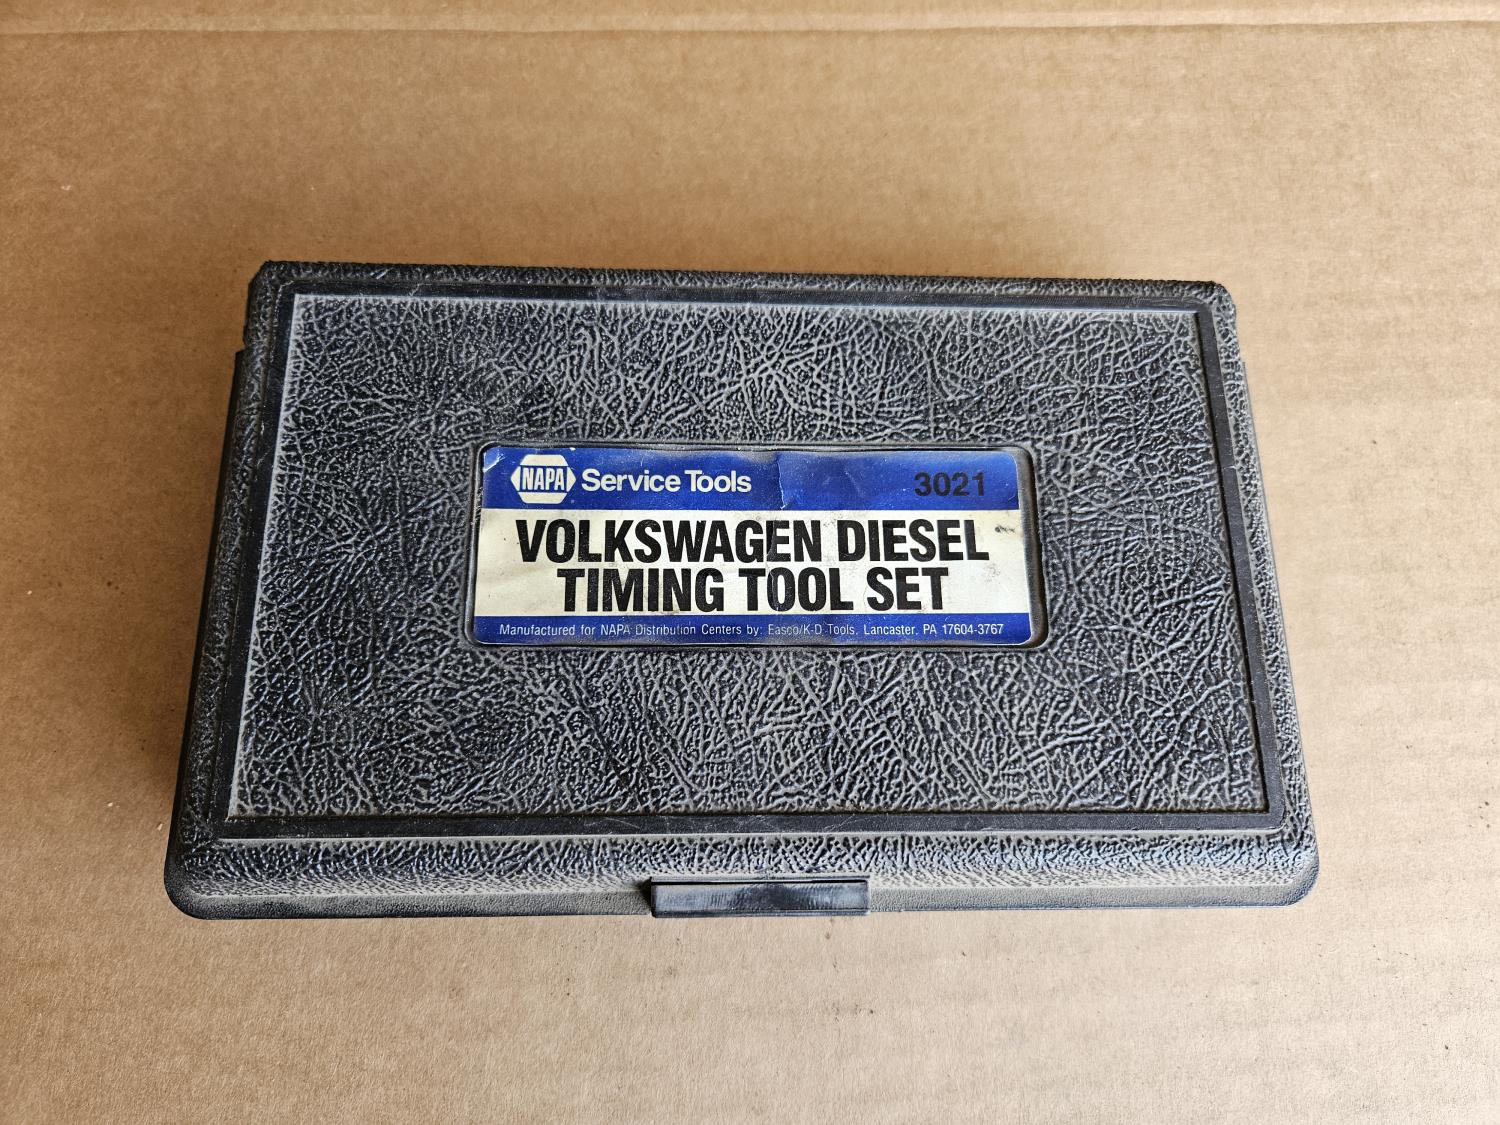 NAPA Service Tools 3021
VOLKSWAGEN DIESEL
TIMING TOOL SET
Manufactured for NAPA Distribution Centers by: Easco/K-D Tools, Lancaster, PA 17604-3767